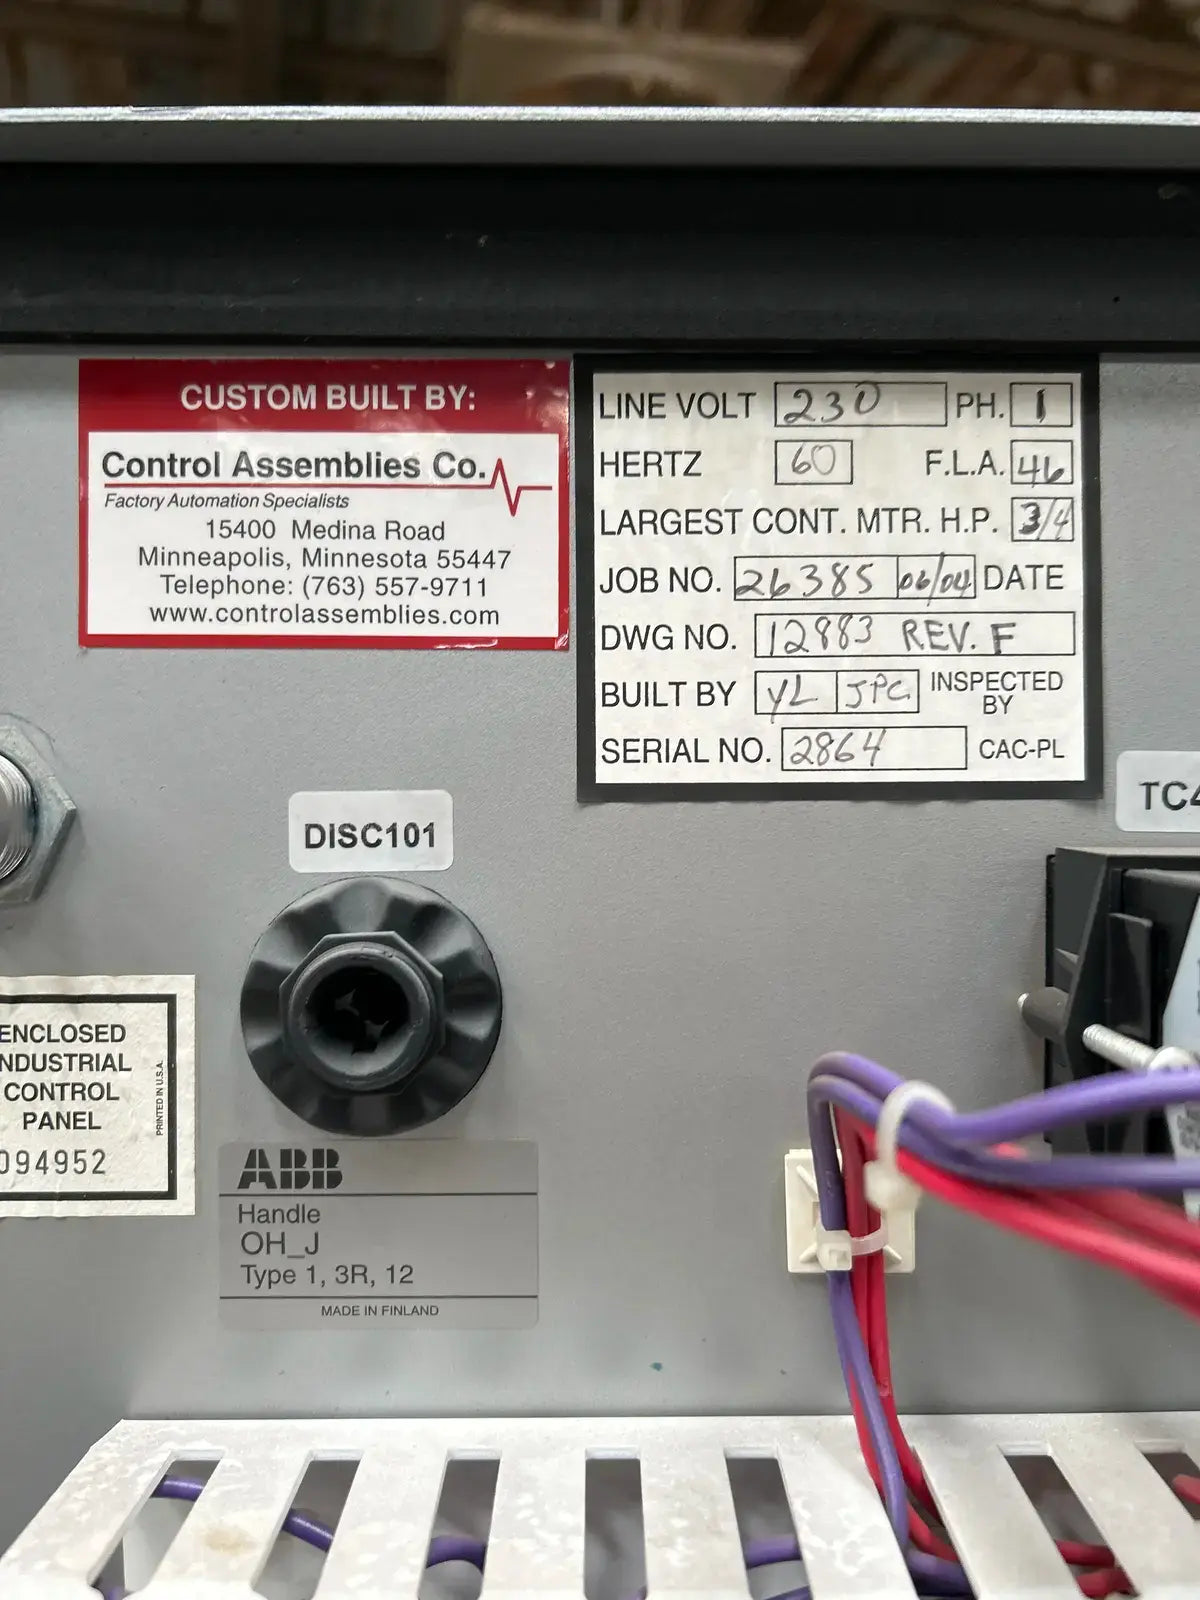 CUSTOM BUILT BY:
Control Assemblies Co.
Factory Automation Specialists
15400 Medina Road
Minneapolis, Minnesota 55447
Telephone: (763) 557-9711
www.controlassemblies.com
LINE VOLT 230 PH. 1
HERTZ 60 F.L.A. 46
LARGEST CONT. MTR. H.P. 3/4
JOB NO. 26385 06/04 DATE
DWG NO. 12983 REV. F
BUILT BY YL JPC INSPECTED BY
SERIAL NO. 2864 CAC-PL
TC4
DISC101
ENCLOSED
INDUSTRIAL
CONTROL
PANEL
094952
PRINTED IN U.S.A.
ABB
Handle
OH_J
Type 1, 3R, 12
MADE IN FINLAND